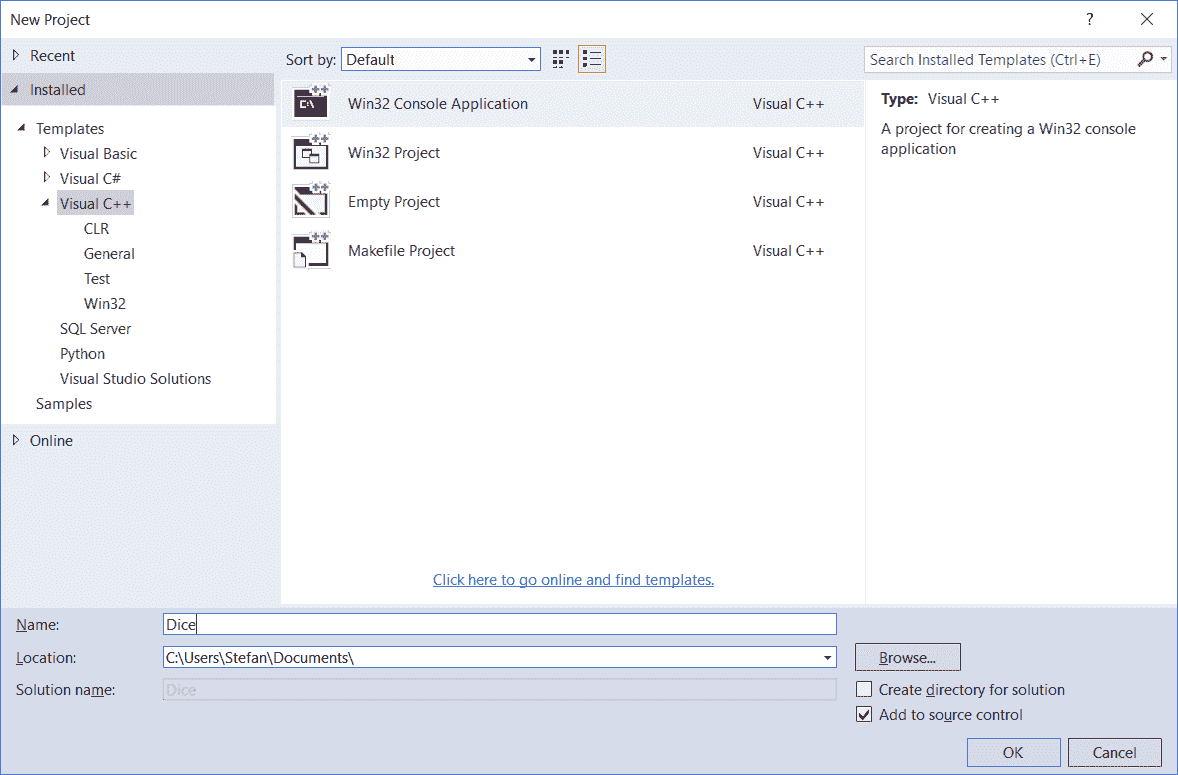 New Project
?
Recent
Installed
Templates
Visual Basic
Visual C#
Visual C++
CLR
General
Test
Win32
SQL Server
Python
Visual Studio Solutions
Samples
Online
Sort by: Default
C:\
Win32 Console Application Visual C++
Win32 Project Visual C++
Empty Project Visual C++
Makefile Project Visual C++
Click here to go online and find templates.
Search Installed Templates (Ctrl+E)
Type: Visual C++
A project for creating a Win32 console
application
Name: Dice
Location: C:\Users\Stefan\Documents\
Browse...
Solution name: Dice
Create directory for solution
Add to source control
OK
Cancel